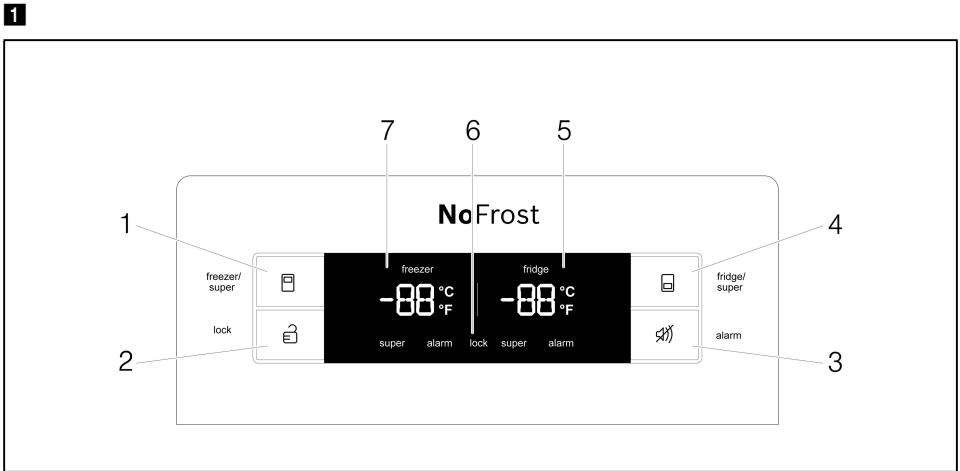 1
7 6 5
NoFrost
1 4
freezer/
super
freezer fridge
fridge/
super
-88 °C °F -88 °C °F
lock
super alarm lock super alarm
alarm
2 3